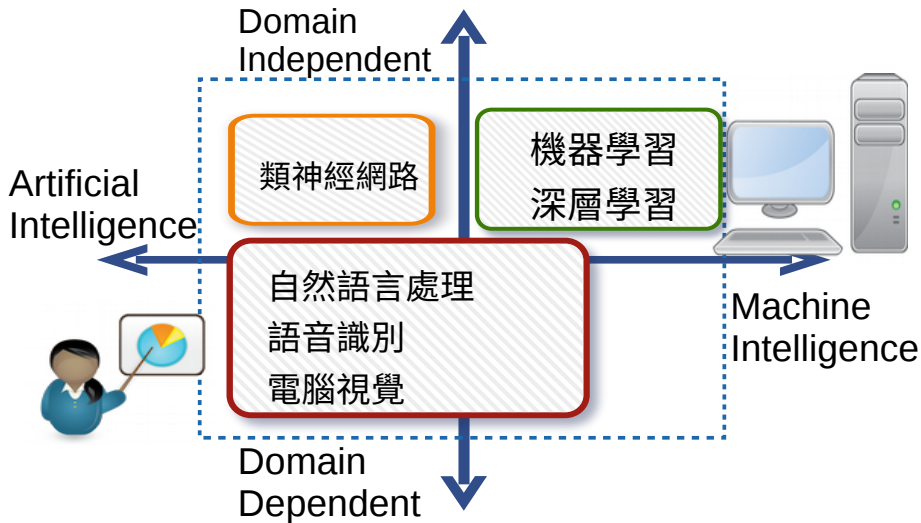 Domain
Independent
類神經網路
機器學習
深層學習
Artificial
Intelligence
自然語言處理
語音識別
電腦視覺
Machine
Intelligence
Domain
Dependent